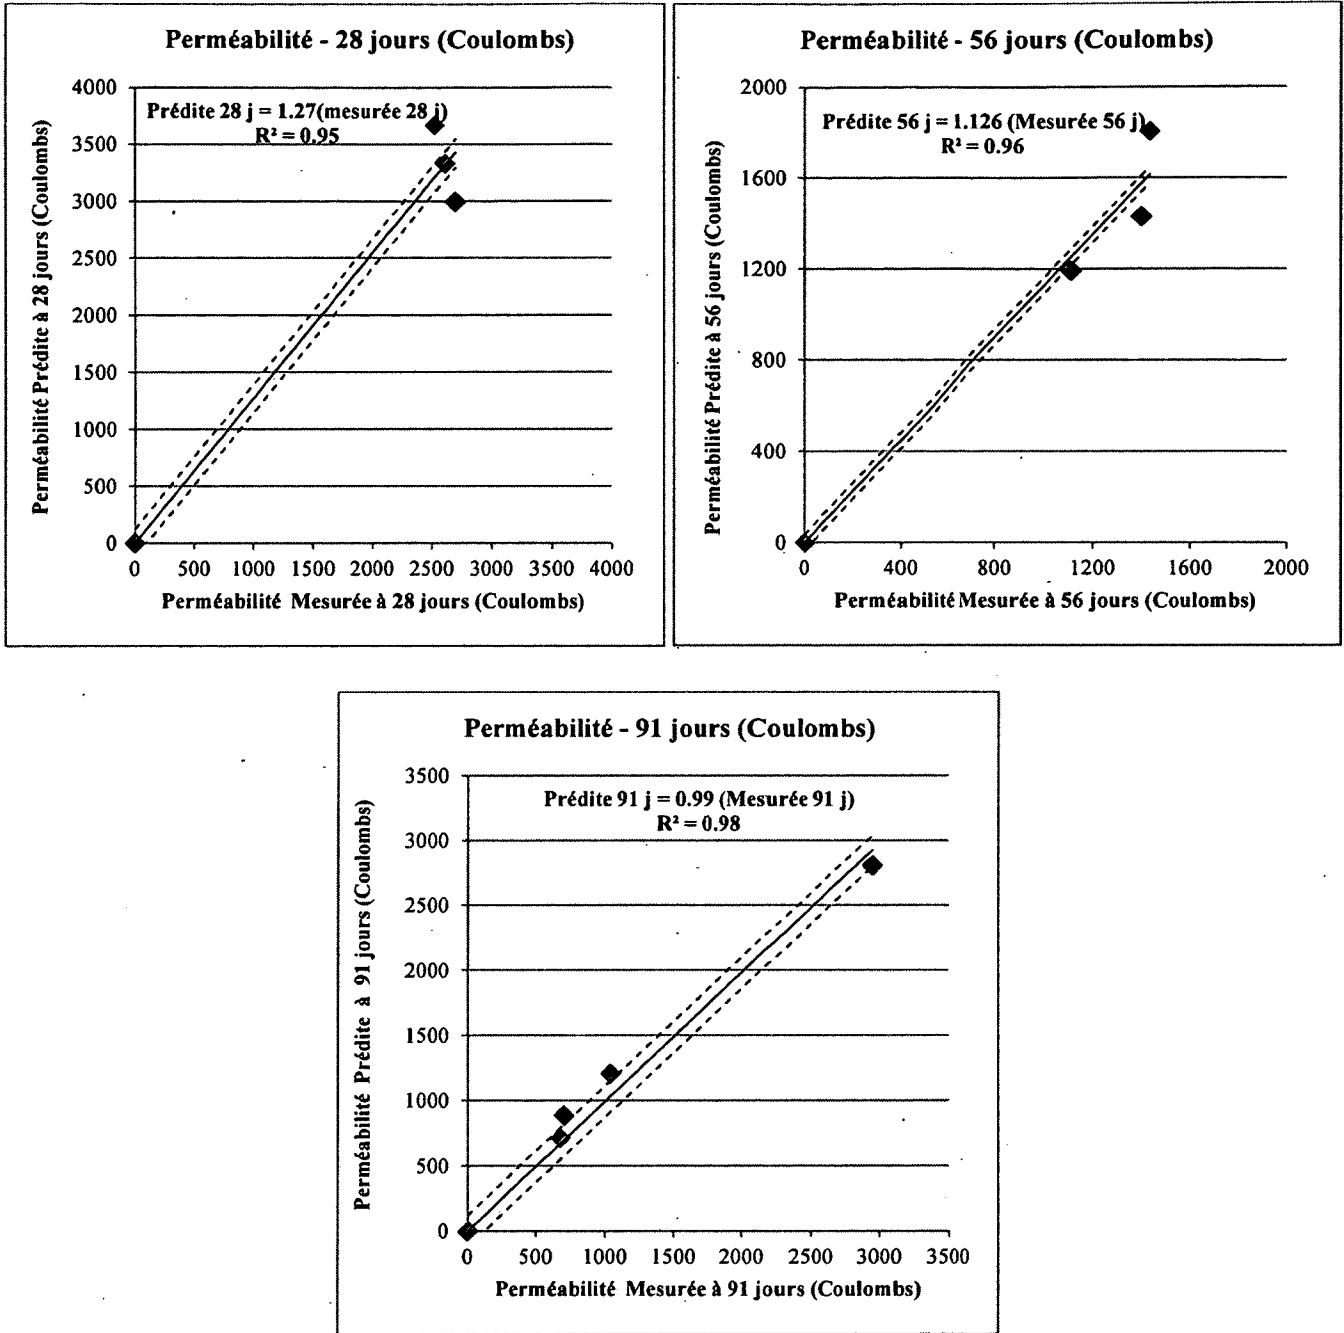 Perméabilité - 28 jours (Coulombs)
Prédite 28 j = 1.27(mesurée 28 j)
R² = 0.95
Perméabilité Prédite à 28 jours (Coulombs)
4000
3500
3000
2500
2000
1500
1000
500
0
0 500 1000 1500 2000 2500 3000 3500 4000
Perméabilité Mesurée à 28 jours (Coulombs)
Perméabilité - 56 jours (Coulombs)
Prédite 56 j = 1.126 (Mesurée 56 j)
R² = 0.96
Perméabilité Prédite à 56 jours (Coulombs)
2000
1600
1200
800
400
0
0 400 800 1200 1600 2000
Perméabilité Mesurée à 56 jours (Coulombs)
Perméabilité - 91 jours (Coulombs)
Prédite 91 j = 0.99 (Mesurée 91 j)
R² = 0.98
Perméabilité Prédite à 91 jours (Coulombs)
3500
3000
2500
2000
1500
1000
500
0
0 500 1000 1500 2000 2500 3000 3500
Perméabilité Mesurée à 91 jours (Coulombs)